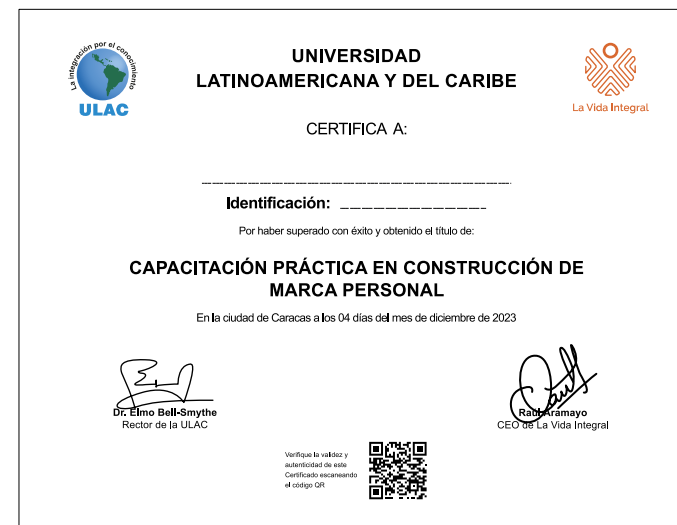 La integración por el conocimiento
ULAC
UNIVERSIDAD
LATINOAMERICANA Y DEL CARIBE
La Vida Integral
CERTIFICA A:
Identificación:
Por haber superado con éxito y obtenido el título de:
CAPACITACIÓN PRÁCTICA EN CONSTRUCCIÓN DE
MARCA PERSONAL
En la ciudad de Caracas a los 04 días del mes de diciembre de 2023
Dr. Elmo Bell-Smythe
Rector de la ULAC
Raúl Aramayo
CEO de La Vida Integral
Verifique la validez y
autenticidad de este
Certificado escaneando
el código QR